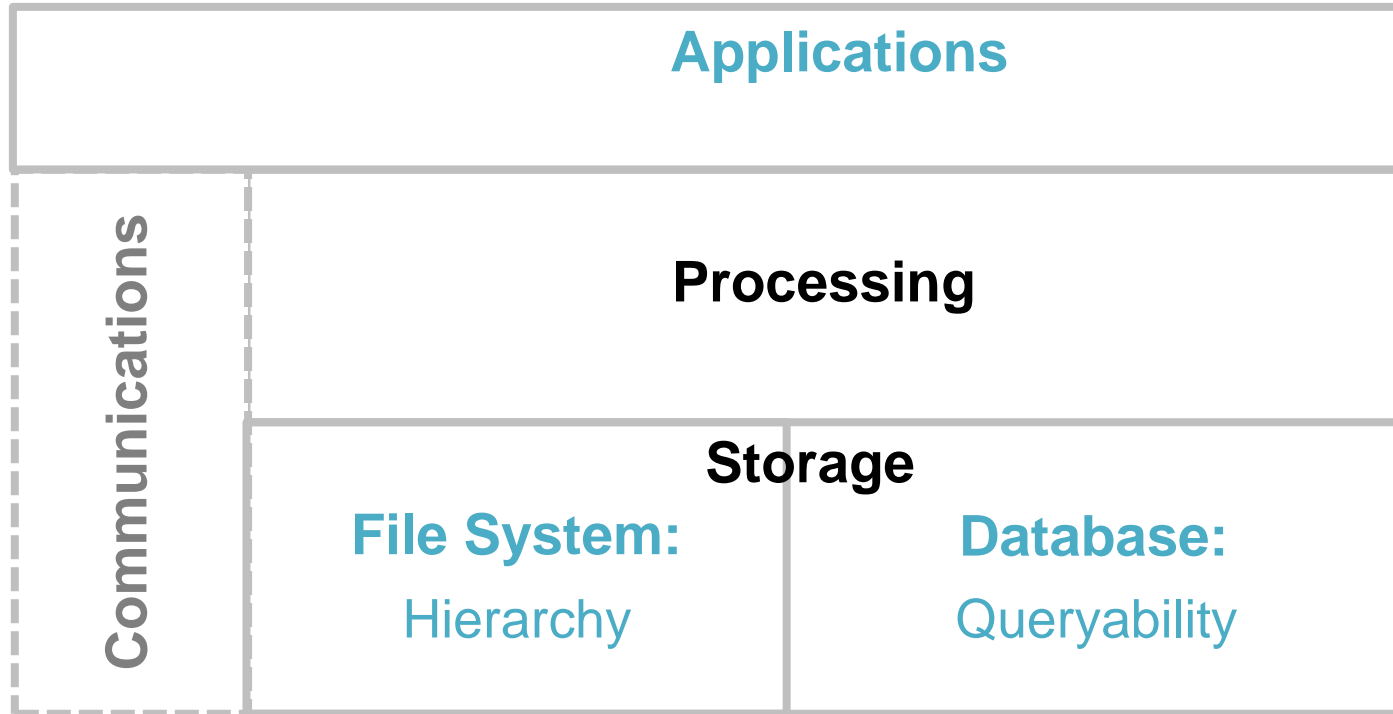 Applications
Communications
Processing
Storage
File System:
Hierarchy
Database:
Queryability